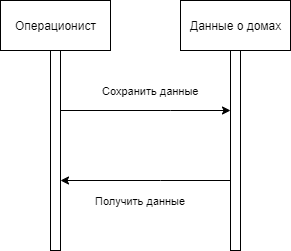 Операционист
Данные о домах
Сохранить данные
Получить данные